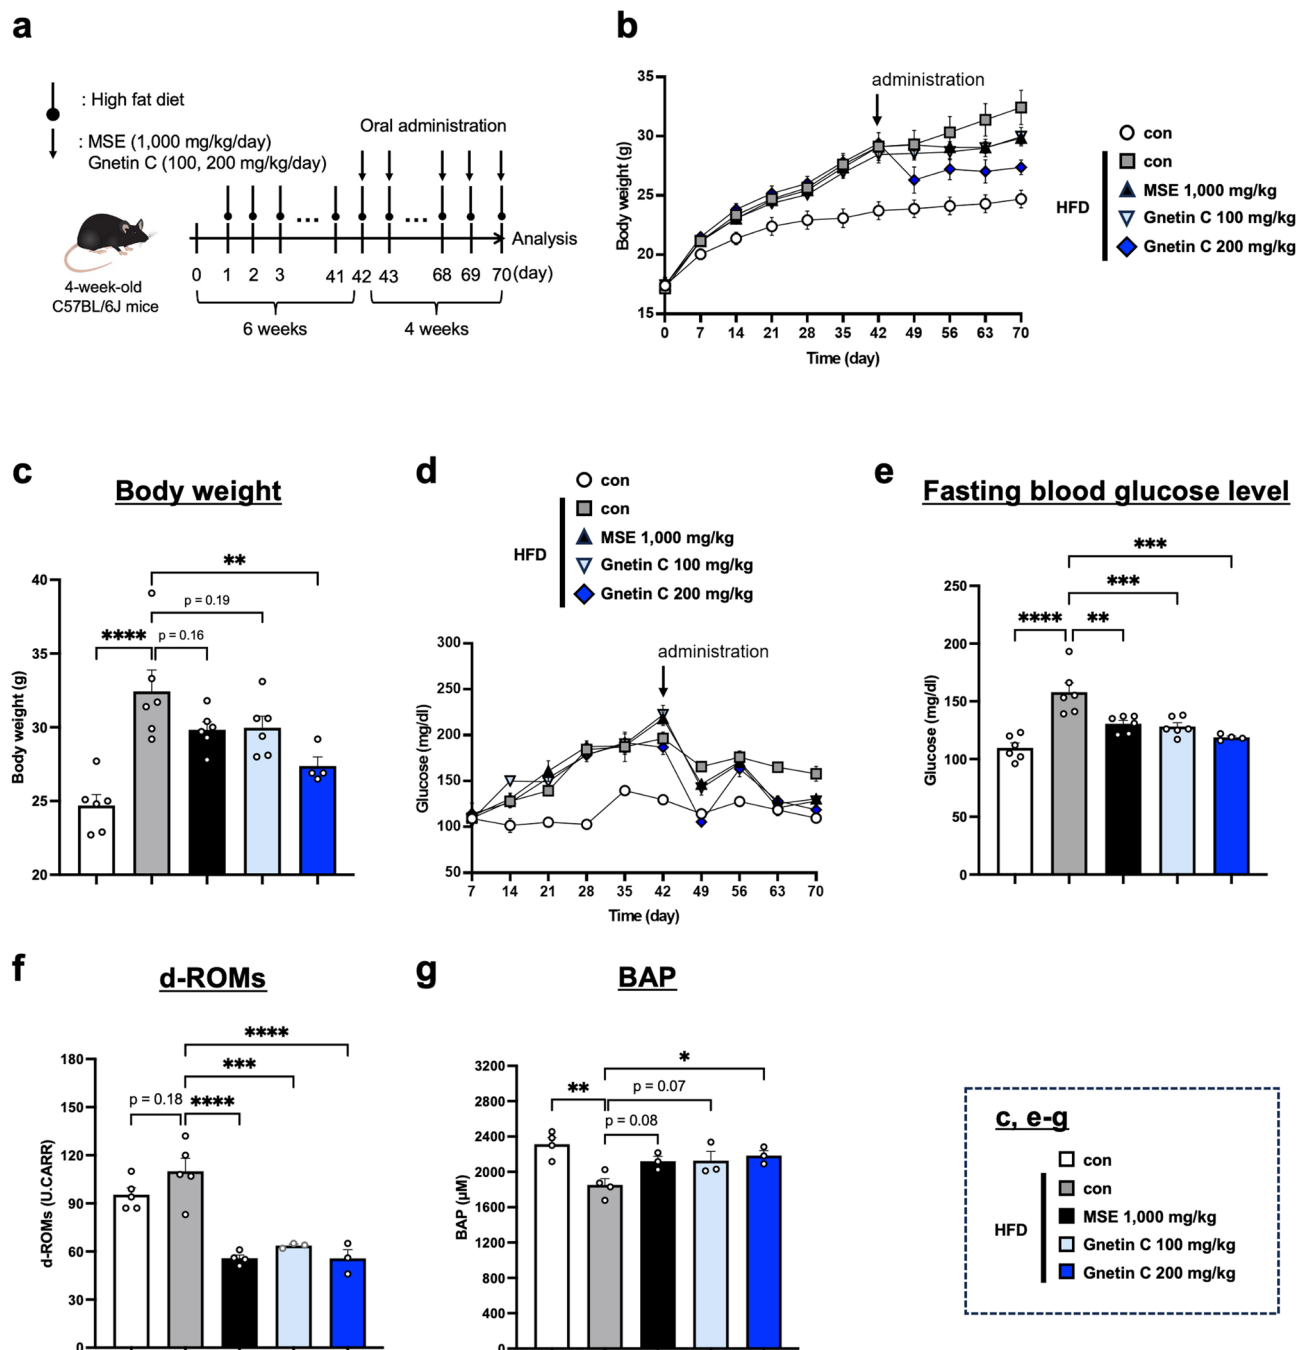 a
: High fat diet
: MSE (1,000 mg/kg/day)
Gnetin C (100, 200 mg/kg/day)
Oral administration
...
...
Analysis
0 1 2 3 41 42 43 68 69 70 (day)
4-week-old
C57BL/6J mice
6 weeks
4 weeks
b
administration
Body weight (g)
35
30
25
20
15
0 7 14 21 28 35 42 49 56 63 70
Time (day)
con
HFD
con
MSE 1,000 mg/kg
Gnetin C 100 mg/kg
Gnetin C 200 mg/kg
c
Body weight
**
p = 0.19
**** p = 0.16
Body weight (g)
40
35
30
25
20
d
con
HFD
con
MSE 1,000 mg/kg
Gnetin C 100 mg/kg
Gnetin C 200 mg/kg
administration
Glucose (mg/dl)
300
250
200
150
100
50
7 14 21 28 35 42 49 56 63 70
Time (day)
e
Fasting blood glucose level
***
***
**** **
Glucose (mg/dl)
250
200
150
100
50
0
f
d-ROMs
****
***
p = 0.18 ****
d-ROMs (U.CARR)
180
150
120
90
60
30
0
g
BAP
*
** p = 0.07
p = 0.08
BAP (µM)
3200
2800
2400
2000
1600
1200
800
400
0
c, e-g
con
HFD
con
MSE 1,000 mg/kg
Gnetin C 100 mg/kg
Gnetin C 200 mg/kg